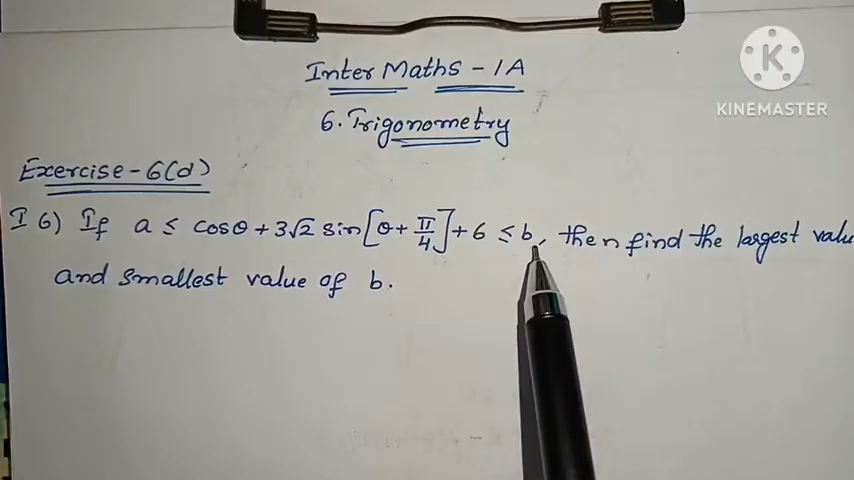 Inter Maths - 1A
6. Trigonometry
Exercise - 6(d)
I 6) If a ≤ cosθ + 3√2 sin[θ + π/4] + 6 ≤ b, then find the largest
and smallest value of b.
K
KINEMASTER